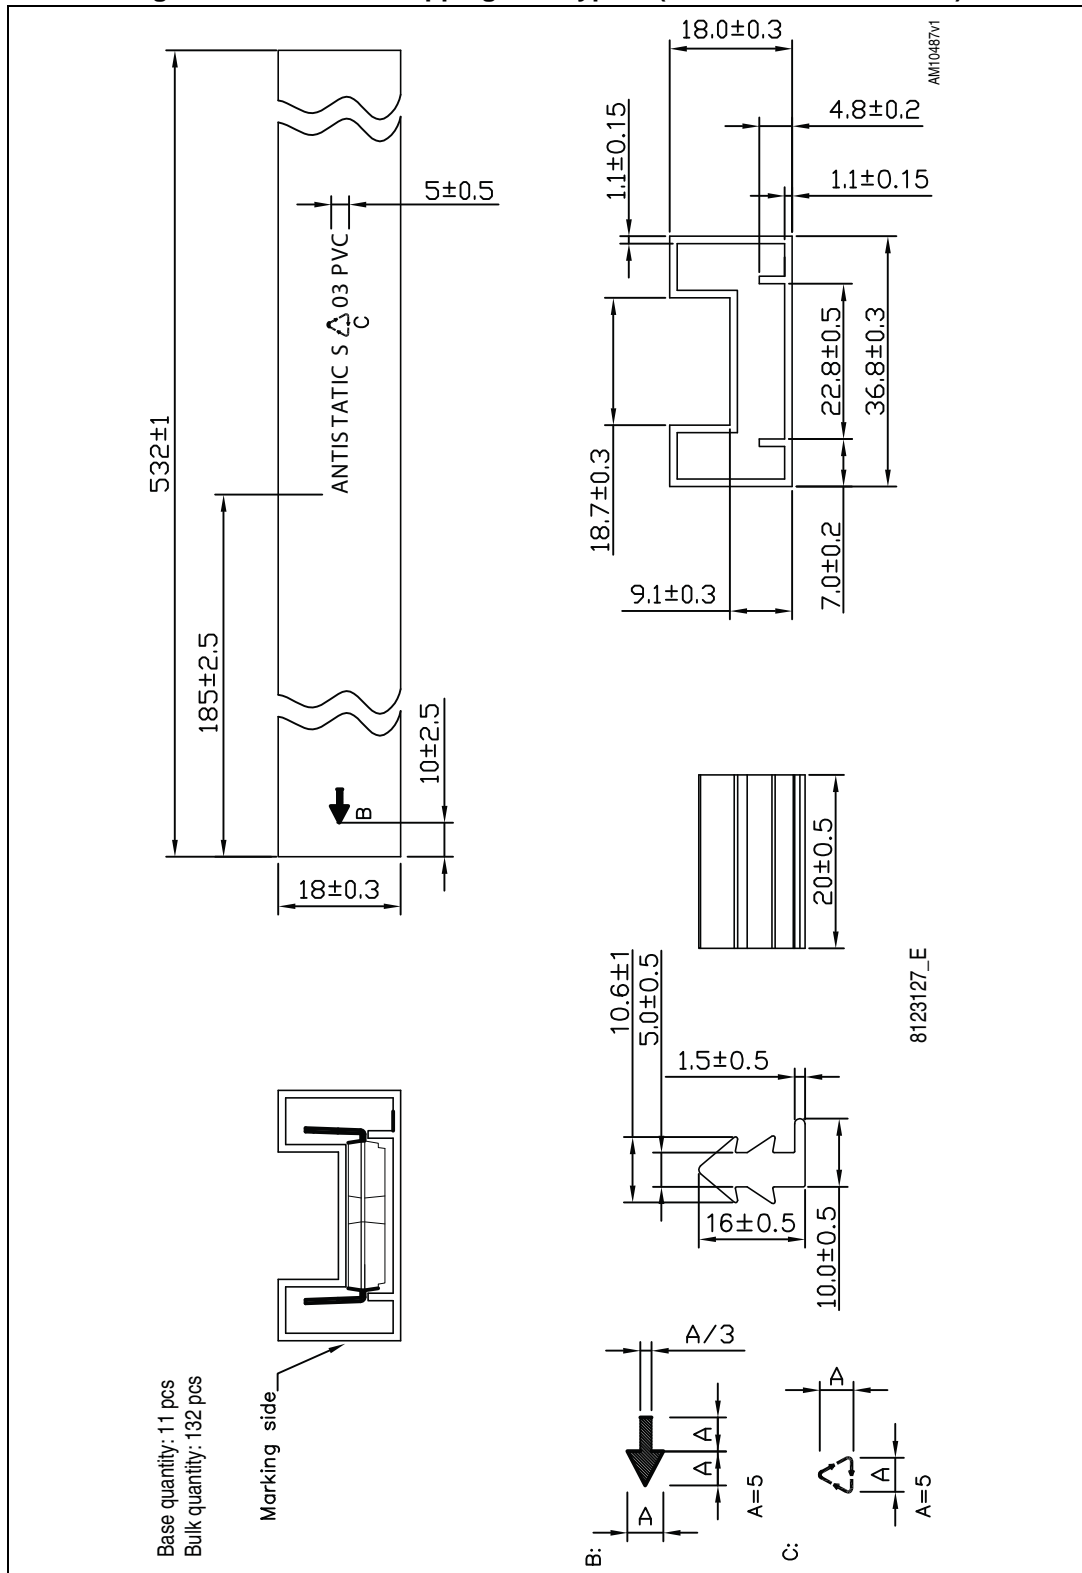 18.0±0.3
AM10487v1
4.8±0.2
1.1±0.15
1.1±0.15
5±0.5
ANTISTATIC S 03 PVC
C
532±1
22.8±0.5
36.8±0.3
18.7±0.3
7.0±0.2
9.1±0.3
185±2.5
10±2.5
B
18±0.3
20±0.5
8123127_E
10.6±1
5.0±0.5
1.5±0.5
16±0.5
10.0±0.5
Base quantity: 11 pcs
Bulk quantity: 132 pcs
Marking side
A/3
A
A
A
A=5
B:
A
A
A=5
C: